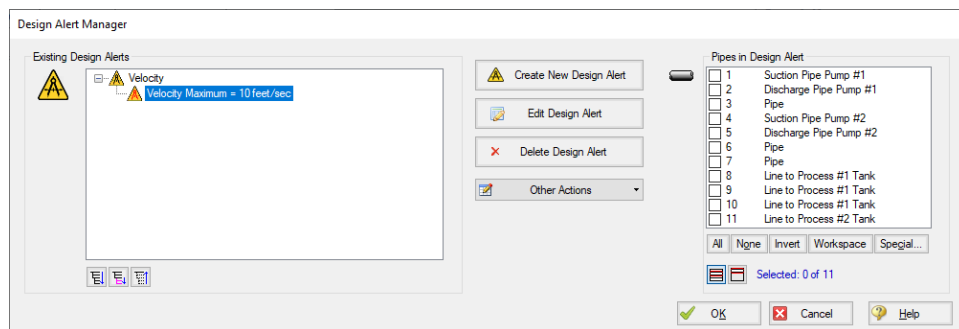 Design Alert Manager
Existing Design Alerts
Velocity
Velocity Maximum = 10 feet/sec
Create New Design Alert
Edit Design Alert
Delete Design Alert
Other Actions
Pipes in Design Alert
1 Suction Pipe Pump #1
2 Discharge Pipe Pump #1
3 Pipe
4 Suction Pipe Pump #2
5 Discharge Pipe Pump #2
6 Pipe
7 Pipe
8 Line to Process #1 Tank
9 Line to Process #1 Tank
10 Line to Process #1 Tank
11 Line to Process #2 Tank
All None Invert Workspace Special...
Selected: 0 of 11
OK Cancel Help